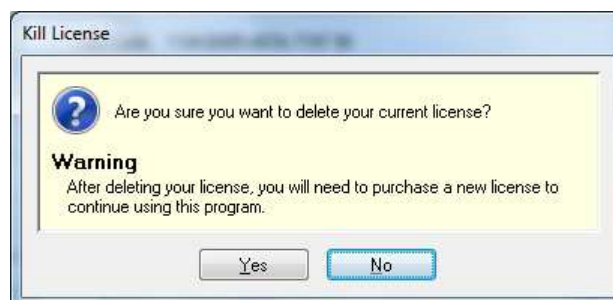 Kill License
Are you sure you want to delete your current license?
Warning
After deleting your license, you will need to purchase a new license to
continue using this program.
Yes
No